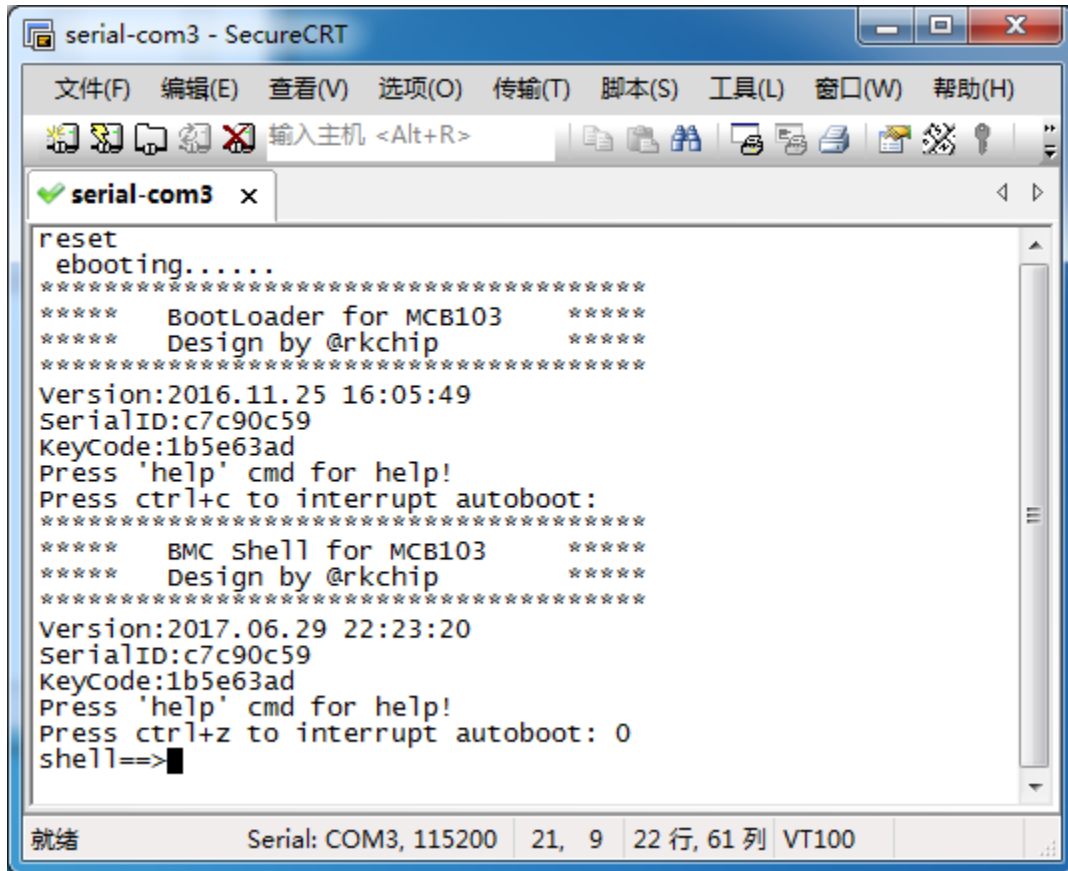 serial-com3 - SecureCRT
文件(F) 编辑(E) 查看(V) 选项(O) 传输(T) 脚本(S) 工具(L) 窗口(W) 帮助(H)
输入主机 <Alt+R>
serial-com3 x
reset
 ebooting......
**************************************
*****   BootLoader for MCB103    *****
*****   Design by @rkchip        *****
**************************************
Version:2016.11.25 16:05:49
SerialID:c7c90c59
KeyCode:1b5e63ad
Press 'help' cmd for help!
Press ctrl+c to interrupt autoboot:
**************************************
*****   BMC Shell for MCB103     *****
*****   Design by @rkchip        *****
**************************************
Version:2017.06.29 22:23:20
SerialID:c7c90c59
KeyCode:1b5e63ad
Press 'help' cmd for help!
Press ctrl+z to interrupt autoboot: 0
shell==>
就绪 Serial: COM3, 115200 21, 9 22 行, 61 列 VT100